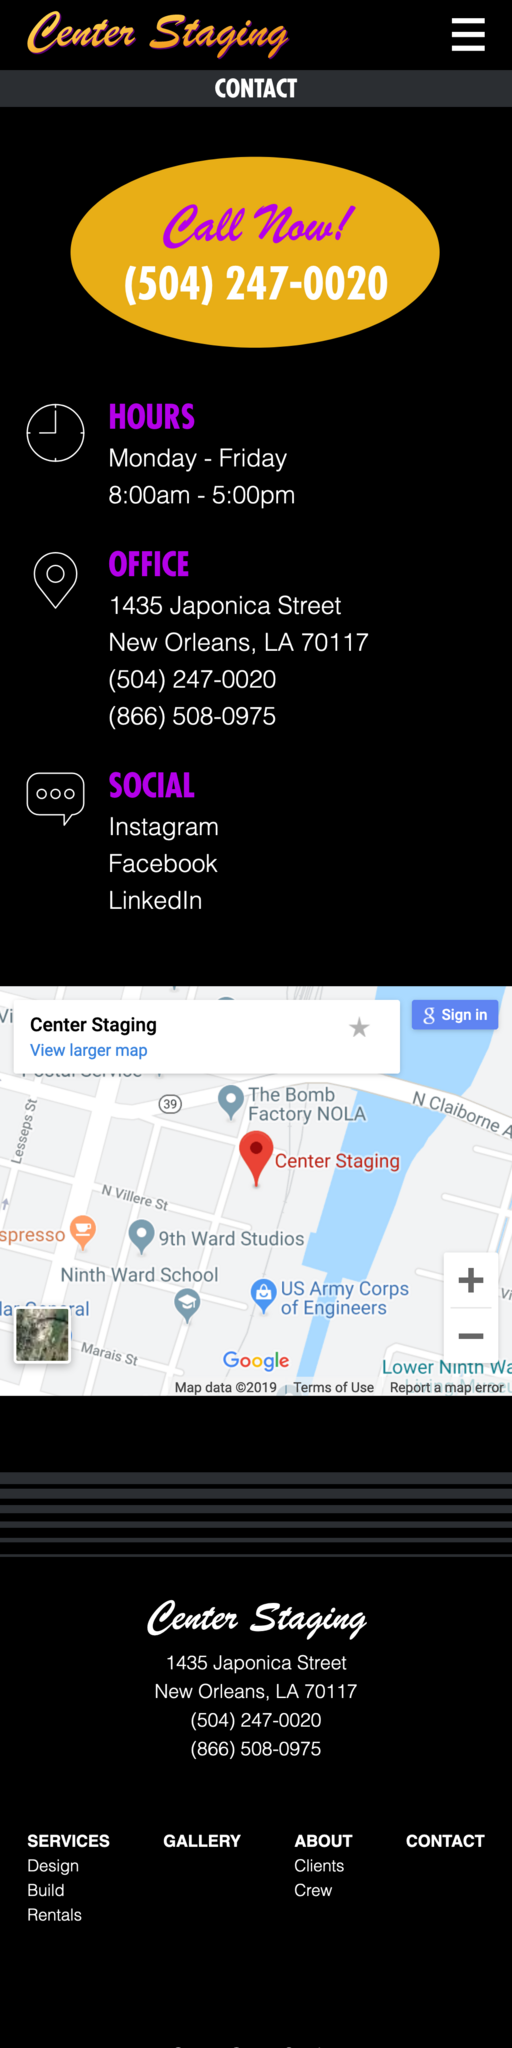 Center Staging
CONTACT
Call Now!
(504) 247-0020
HOURS
Monday - Friday
8:00am - 5:00pm
OFFICE
1435 Japonica Street
New Orleans, LA 70117
(504) 247-0020
(866) 508-0975
SOCIAL
Instagram
Facebook
LinkedIn
Center Staging
View larger map
Sign in
Postal Service
39
The Bomb
Factory NOLA
N Claiborne A
Lesseps St
Center Staging
N Villere St
spresso
9th Ward Studios
Ninth Ward School
US Army Corps
of Engineers
Marais St
Google
Lower Ninth Wa
Map data ©2019
Terms of Use
Report a map error
Center Staging
1435 Japonica Street
New Orleans, LA 70117
(504) 247-0020
(866) 508-0975
SERVICES GALLERY ABOUT CONTACT
Design Clients
Build Crew
Rentals